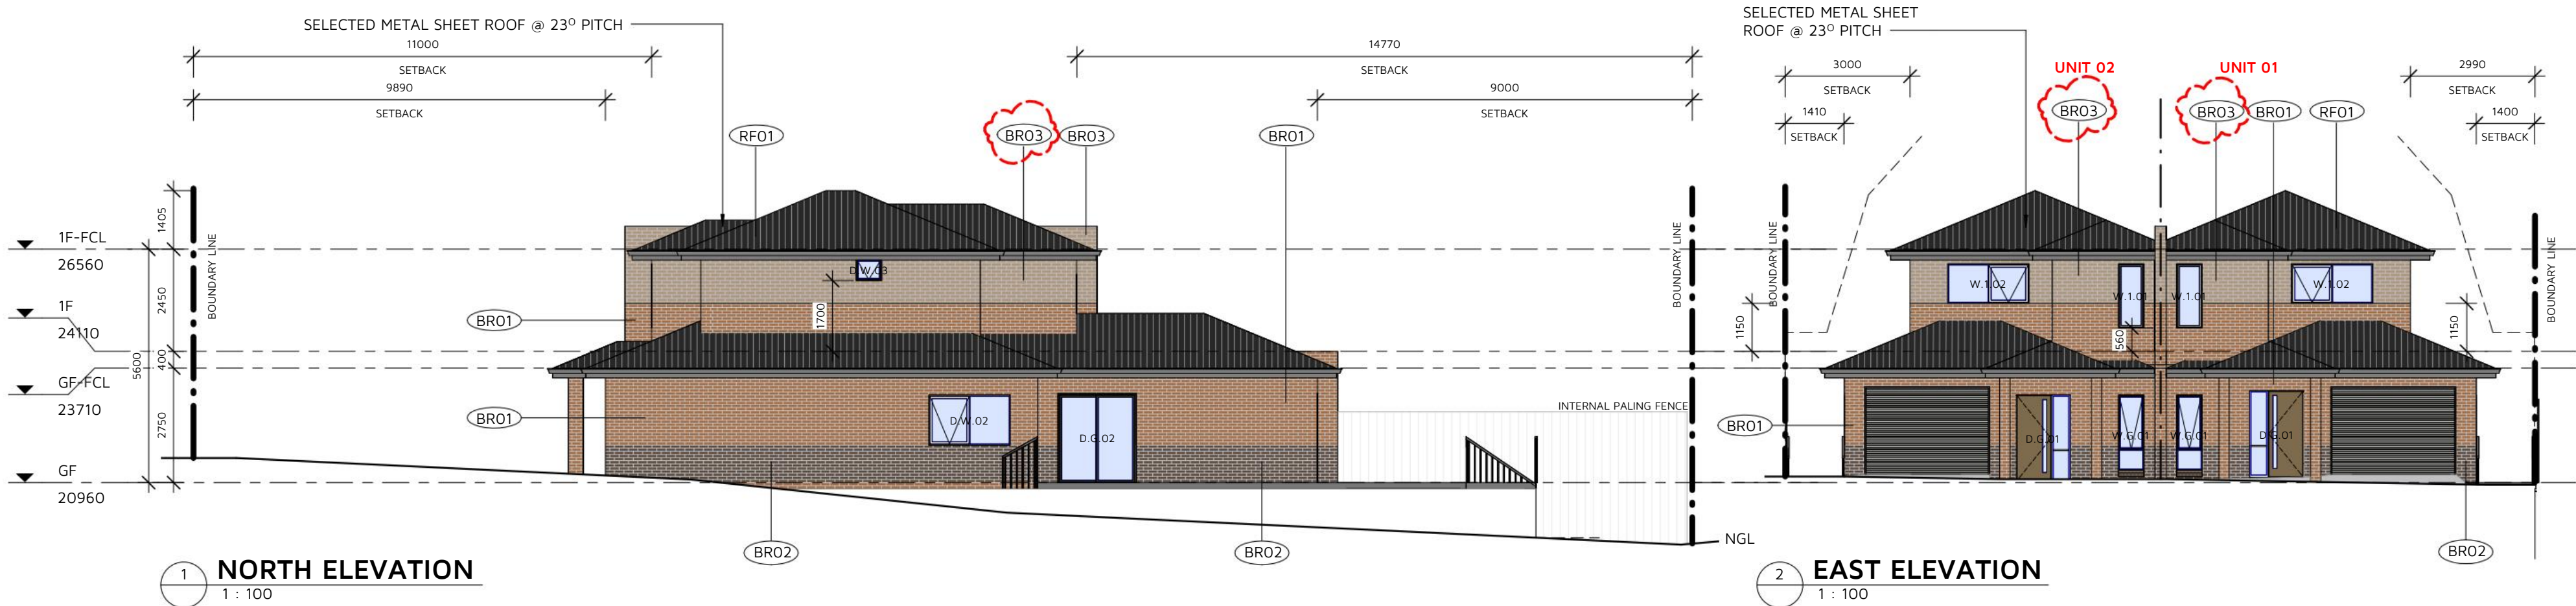 SELECTED METAL SHEET ROOF @ 23⁰ PITCH
11000
SETBACK
9890
SETBACK
14770
SETBACK
9000
SETBACK
RF01
BR03
BR03
BR01
1405
1F-FCL
26560
1F
24110
GF-FCL
23710
GF
20960
2450
400
5600
2750
BOUNDARY LINE
BR01
BR01
D.W.03
1700
D.W.02
D.G.02
INTERNAL PALING FENCE
BOUNDARY LINE
BR02
BR02
NGL
1
NORTH ELEVATION
1 : 100
SELECTED METAL SHEET
ROOF @ 23⁰ PITCH
3000
SETBACK
1410
SETBACK
UNIT 02
UNIT 01
2990
SETBACK
1400
SETBACK
BR03
BR03
BR01
RF01
BOUNDARY LINE
BOUNDARY LINE
W.1.02
W.1.01
W.1.01
W.1.02
1150
560
1150
BR01
D.G.01
W.G.01
W.G.01
D.G.01
BR02
2
EAST ELEVATION
1 : 100